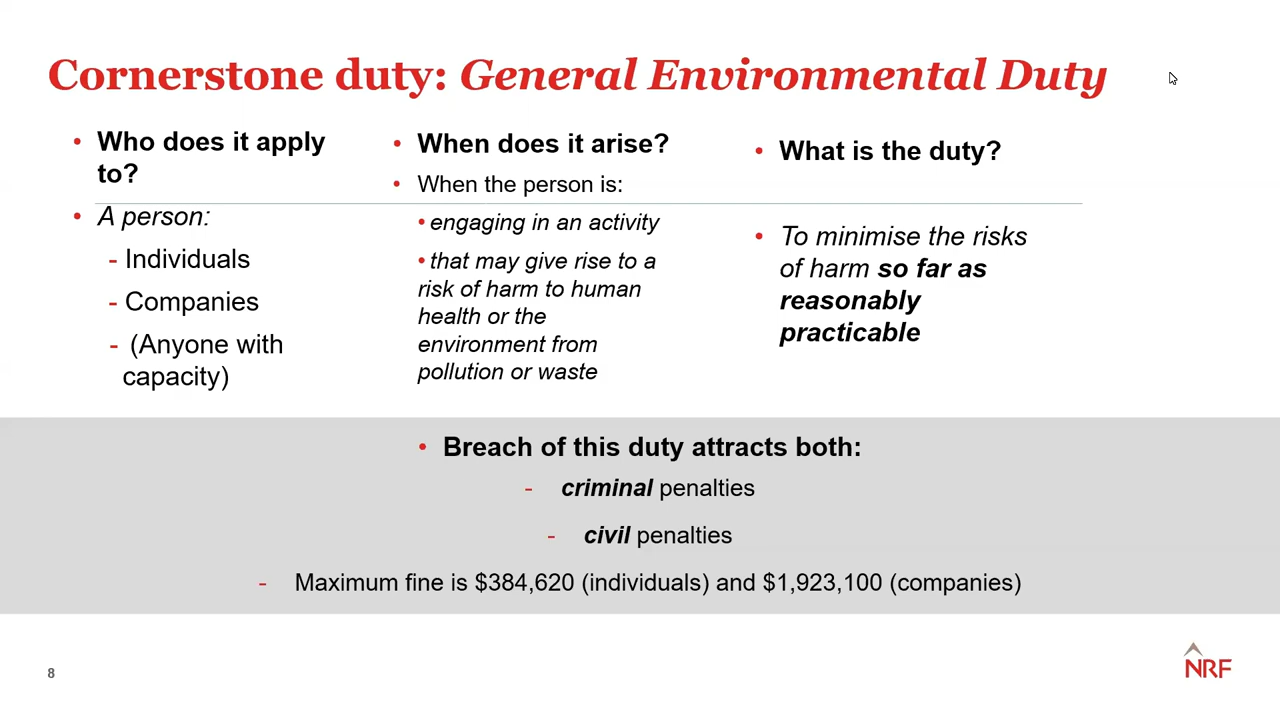 Cornerstone duty: General Environmental Duty
• Who does it apply
to?
• A person:
- Individuals
- Companies
- (Anyone with
capacity)
• When does it arise?
• When the person is:
• engaging in an activity
• that may give rise to a
risk of harm to human
health or the
environment from
pollution or waste
• What is the duty?
• To minimise the risks
of harm so far as
reasonably
practicable
• Breach of this duty attracts both:
- criminal penalties
- civil penalties
- Maximum fine is $384,620 (individuals) and $1,923,100 (companies)
8
NRF